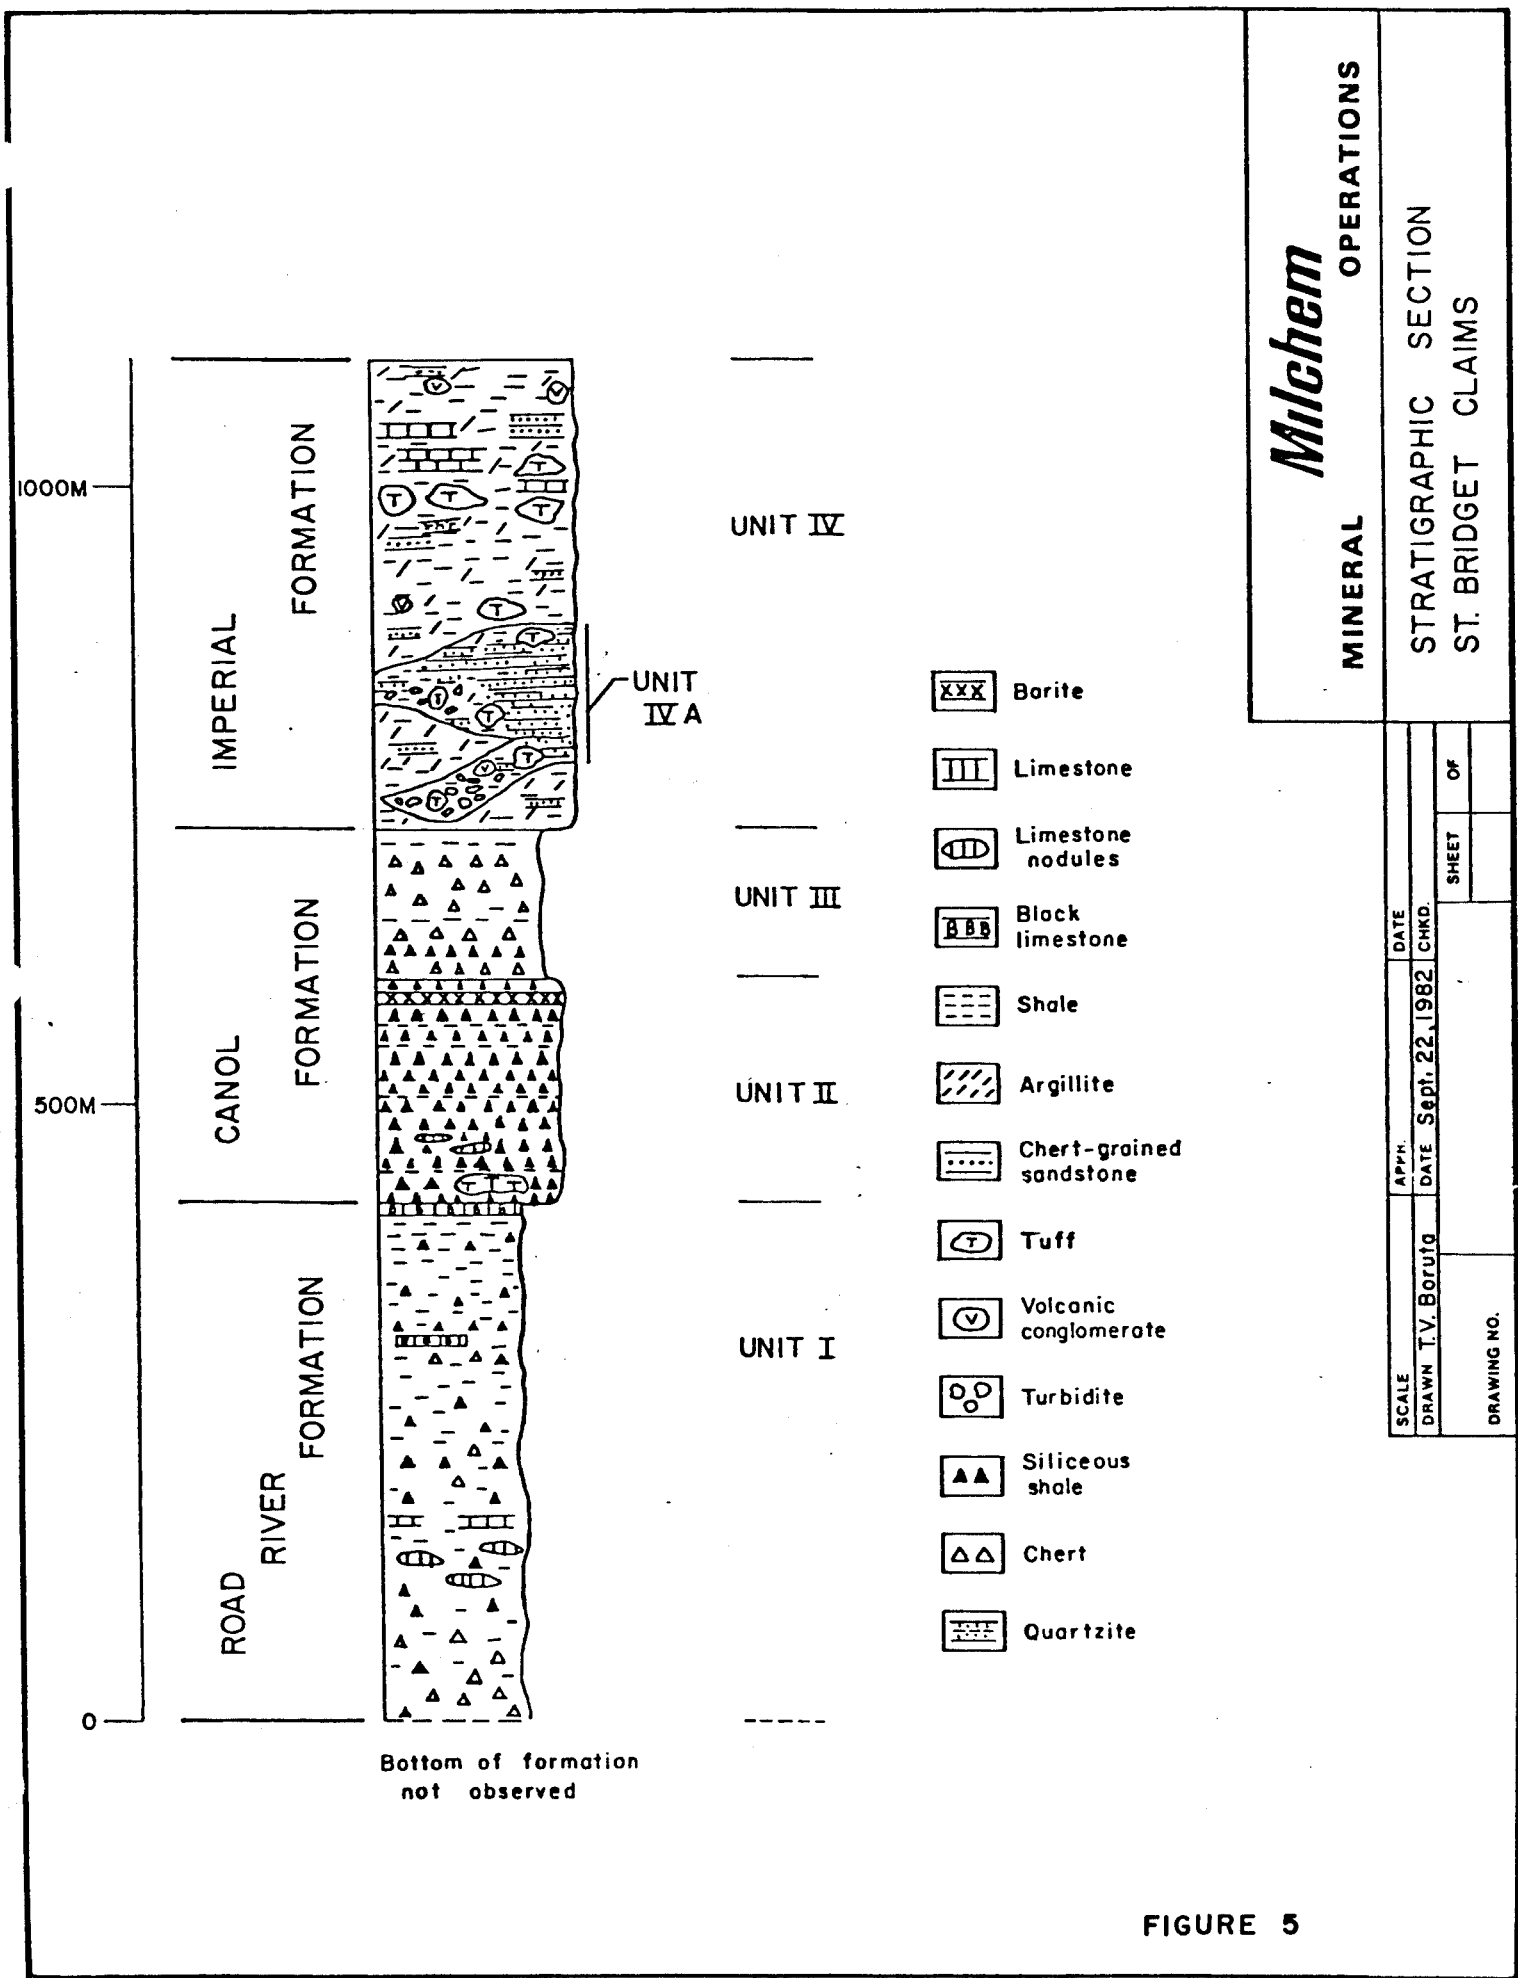 Milchem
MINERAL OPERATIONS
STRATIGRAPHIC SECTION
ST. BRIDGET CLAIMS
SCALE
APPR.
DATE
DRAWN T.V. Boruta
DATE Sept. 22, 1982
CHKD.
SHEET
OF
DRAWING NO.
1000M
500M
0
IMPERIAL
FORMATION
CANOL
FORMATION
ROAD
RIVER
FORMATION
UNIT IV
UNIT
IV A
UNIT III
UNIT II
UNIT I
Bottom of formation
not observed
XXX Barite
Limestone
Limestone
nodules
BBB Black
limestone
Shale
Argillite
Chert-grained
sandstone
T Tuff
V Volcanic
conglomerate
Turbidite
Siliceous
shale
Chert
Quartzite
FIGURE 5